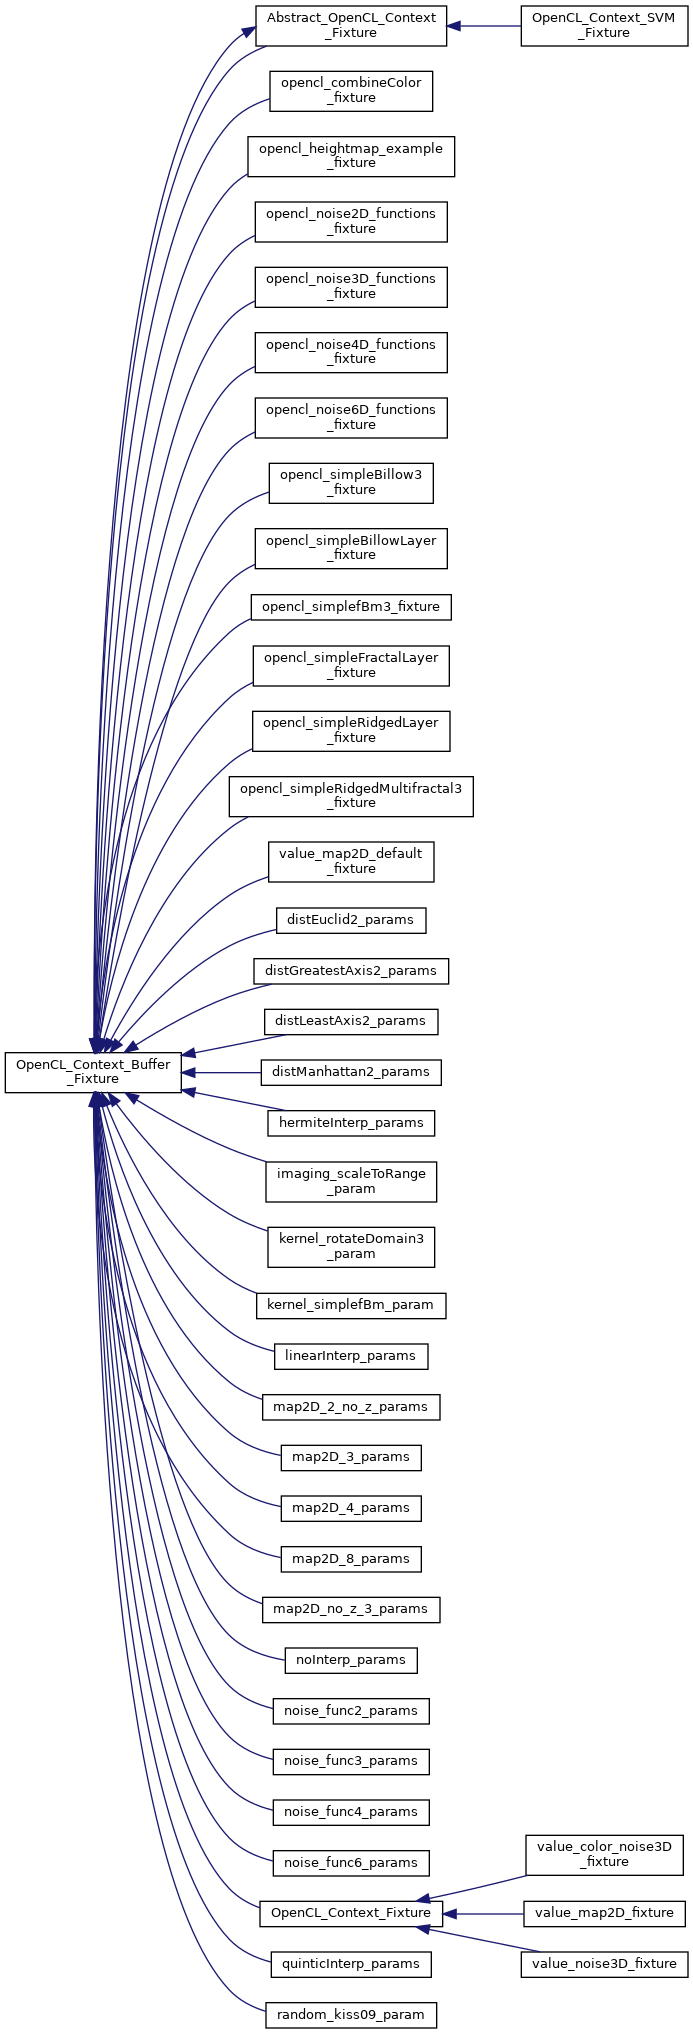 Abstract_OpenCL_Context
_Fixture
OpenCL_Context_SVM
_Fixture
opencl_combineColor
_fixture
opencl_heightmap_example
_fixture
opencl_noise2D_functions
_fixture
opencl_noise3D_functions
_fixture
opencl_noise4D_functions
_fixture
opencl_noise6D_functions
_fixture
opencl_simpleBillow3
_fixture
opencl_simpleBillowLayer
_fixture
opencl_simplefBm3_fixture
opencl_simpleFractalLayer
_fixture
opencl_simpleRidgedLayer
_fixture
opencl_simpleRidgedMultifractal3
_fixture
value_map2D_default
_fixture
distEuclid2_params
distGreatestAxis2_params
distLeastAxis2_params
OpenCL_Context_Buffer
_Fixture
distManhattan2_params
hermiteInterp_params
imaging_scaleToRange
_param
kernel_rotateDomain3
_param
kernel_simplefBm_param
linearInterp_params
map2D_2_no_z_params
map2D_3_params
map2D_4_params
map2D_8_params
map2D_no_z_3_params
noInterp_params
noise_func2_params
noise_func3_params
noise_func4_params
noise_func6_params
value_color_noise3D
_fixture
OpenCL_Context_Fixture
value_map2D_fixture
quinticInterp_params
value_noise3D_fixture
random_kiss09_param